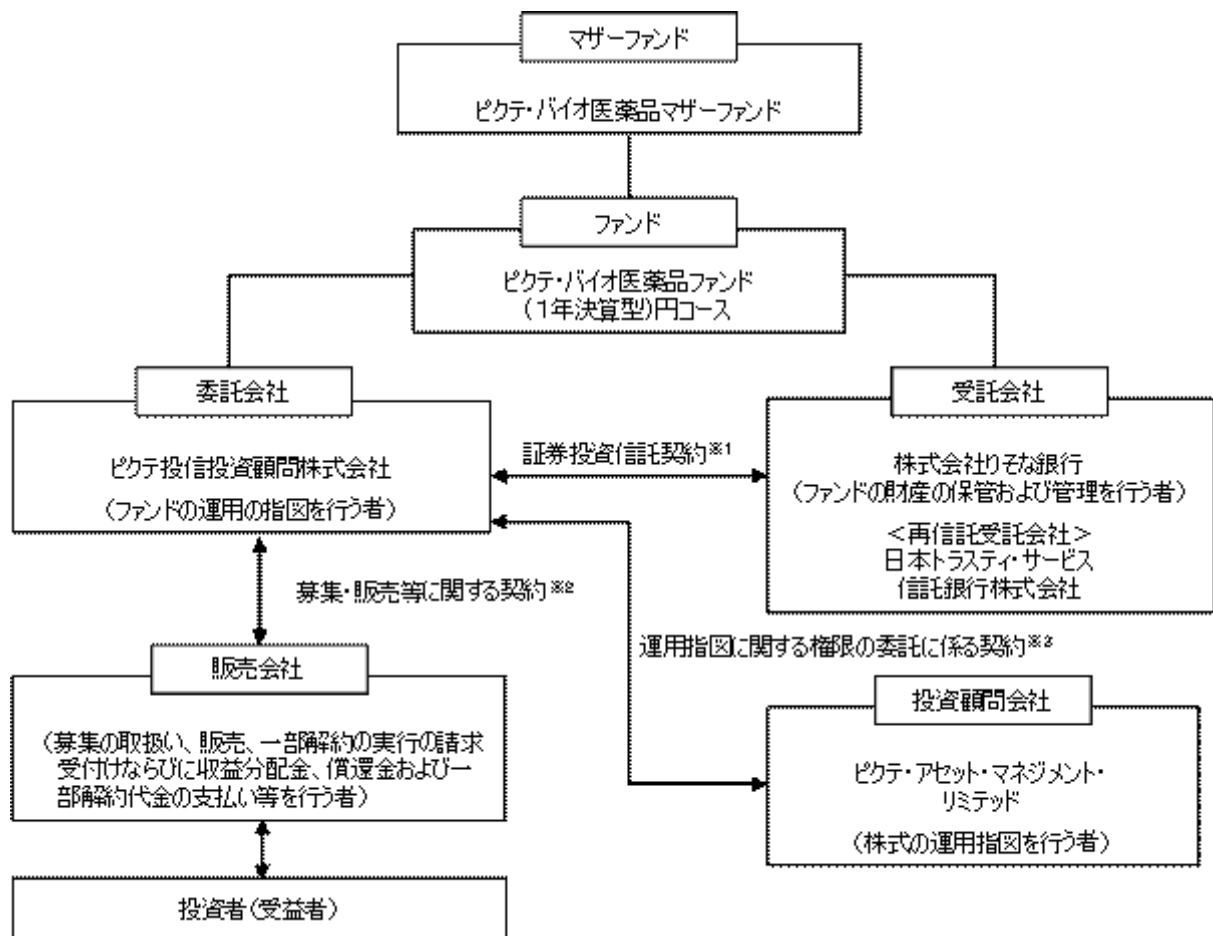 マザーファンド
ピクテ・バイオ医薬品マザーファンド
ファンド
ピクテ・バイオ医薬品ファンド
(1年決算型)円コース
委託会社
ピクテ投信投資顧問株式会社
(ファンドの運用の指図を行う者)
証券投資信託契約※1
受託会社
株式会社りそな銀行
(ファンドの財産の保管および管理を行う者)
<再信託受託会社>
日本トラスティ・サービス
信託銀行株式会社
募集・販売等に関する契約※2
運用指図に関する権限の委託に係る契約※3
販売会社
(募集の取扱い、販売、一部解約の実行の請求
受付けならびに収益分配金、償還金および一
部解約代金の支払い等を行う者)
投資顧問会社
ピクテ・アセット・マネジメント・
リミテッド
(株式の運用指図を行う者)
投資者(受益者)